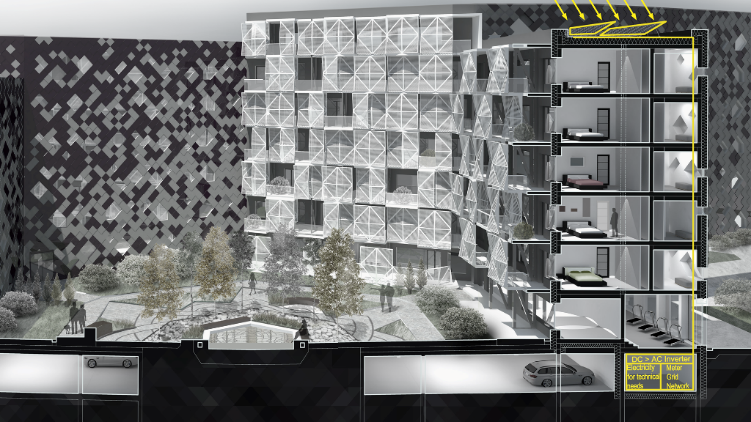 DC > AC Inverter
Electricity
for technical
needs
Meter
Grid
Network